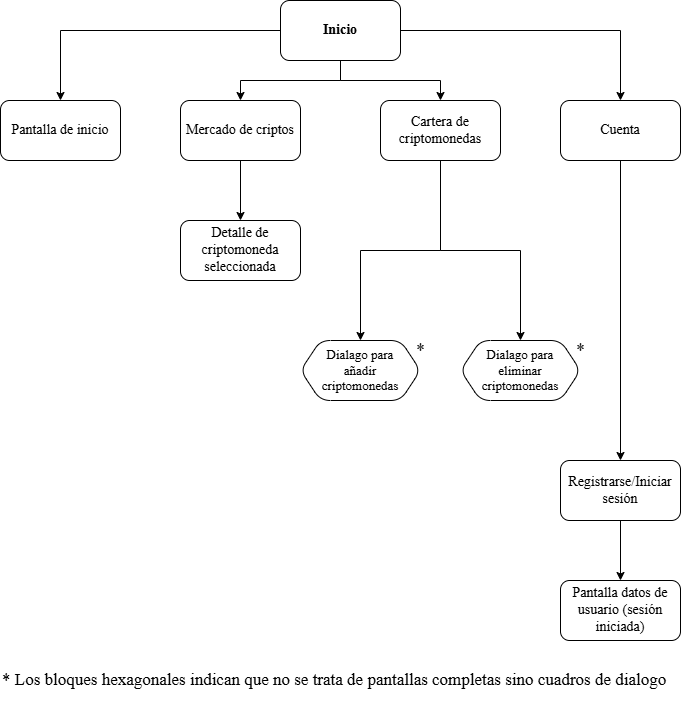 Inicio
Pantalla de inicio
Mercado de criptos
Cartera de
criptomonedas
Cuenta
Detalle de
criptomoneda
seleccionada
Dialago para
añadir
criptomonedas
*
Dialago para
eliminar
criptomonedas
*
Registrarse/Iniciar
sesión
Pantalla datos de
usuario (sesión
iniciada)
* Los bloques hexagonales indican que no se trata de pantallas completas sino cuadros de dialogo